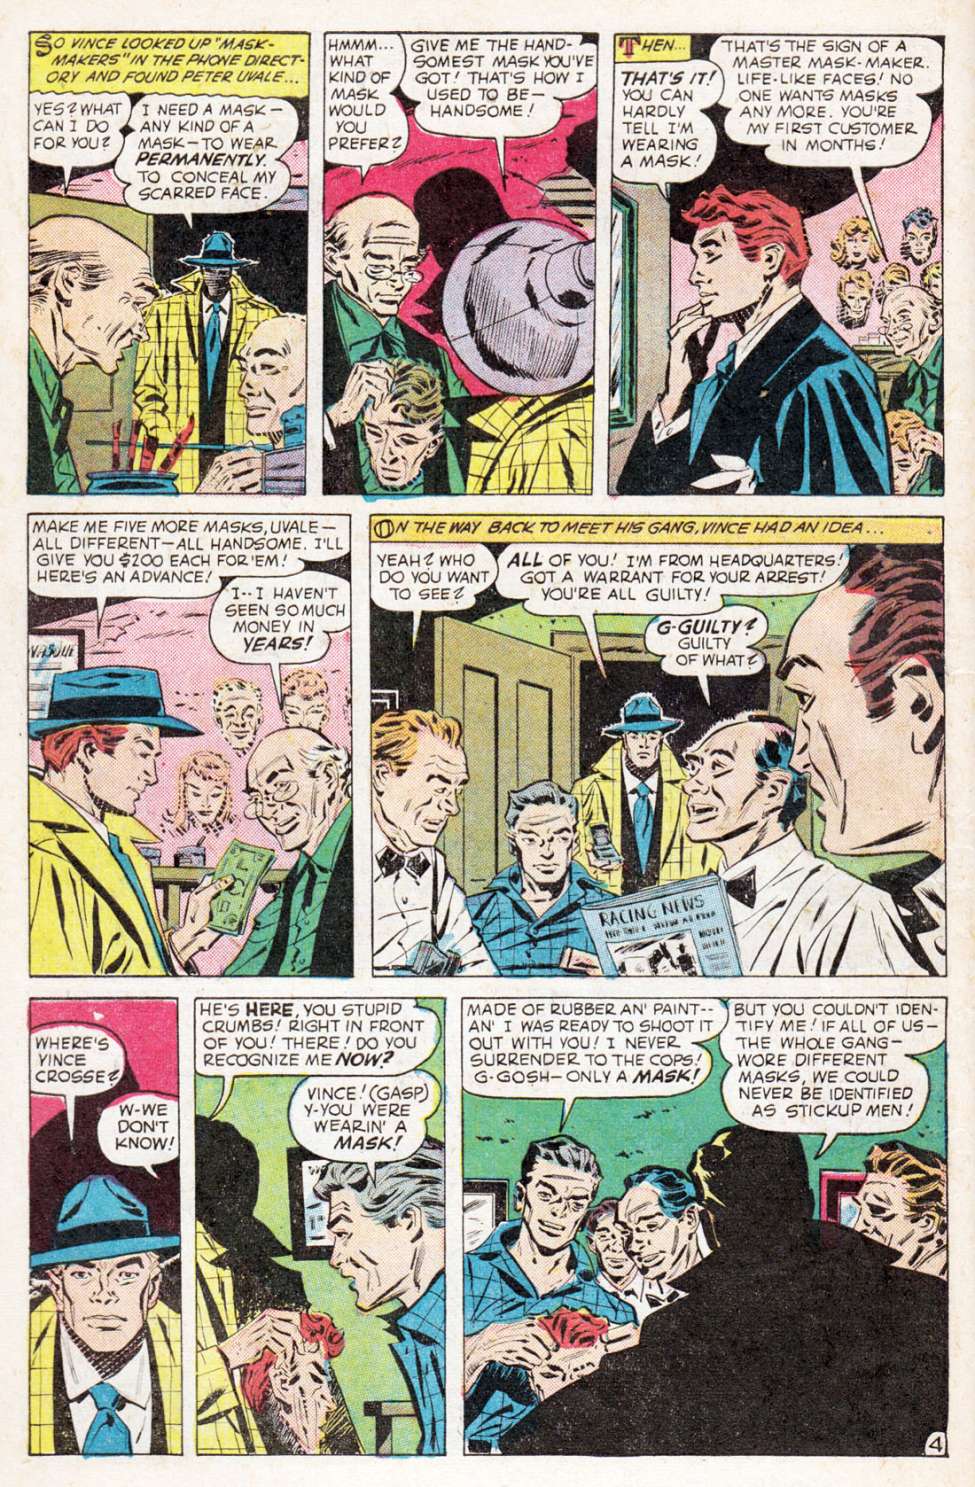 SO VINCE LOOKED UP "MASK-
MAKERS" IN THE PHONE DIRECT-
ORY AND FOUND PETER UVALE...
YES? WHAT
CAN I DO
FOR YOU?
I NEED A MASK—
ANY KIND OF A
MASK—TO WEAR
PERMANENTLY.
TO CONCEAL MY
SCARRED FACE.
HMMM...
WHAT
KIND OF
MASK
WOULD
YOU
PREFER?
GIVE ME THE HAND-
SOMEST MASK YOU'VE
GOT! THAT'S HOW I
USED TO BE—
HANDSOME!
THEN...
THAT'S IT!
YOU CAN
HARDLY
TELL I'M
WEARING
A MASK!
THAT'S THE SIGN OF A
MASTER MASK-MAKER.
LIFE-LIKE FACES! NO
ONE WANTS MASKS
ANY MORE. YOU'RE
MY FIRST CUSTOMER
IN MONTHS!
MAKE ME FIVE MORE MASKS, UVALE—
ALL DIFFERENT—ALL HANDSOME. I'LL
GIVE YOU $200 EACH FOR 'EM!
HERE'S AN ADVANCE!
I--I HAVEN'T
SEEN SO MUCH
MONEY IN
YEARS!
ON THE WAY BACK TO MEET HIS GANG, VINCE HAD AN IDEA...
YEAH? WHO
DO YOU WANT
TO SEE?
ALL OF YOU! I'M FROM HEADQUARTERS!
GOT A WARRANT FOR YOUR ARREST!
YOU'RE ALL GUILTY!
G-GUILTY?
GUILTY
OF WHAT?
RACING NEWS
WHERE'S
VINCE
CROSSE?
W-WE
DON'T
KNOW!
HE'S HERE, YOU STUPID
CRUMBS! RIGHT IN FRONT
OF YOU! THERE! DO YOU
RECOGNIZE ME NOW?
VINCE! (GASP)
Y-YOU WERE
WEARIN' A
MASK!
MADE OF RUBBER AN' PAINT--
AN' I WAS READY TO SHOOT IT
OUT WITH YOU! I NEVER
SURRENDER TO THE COPS!
G-GOSH—ONLY A MASK!
BUT YOU COULDN'T IDEN-
TIFY ME! IF ALL OF US—
THE WHOLE GANG—
WORE DIFFERENT
MASKS, WE COULD
NEVER BE IDENTIFIED
AS STICKUP MEN!
4